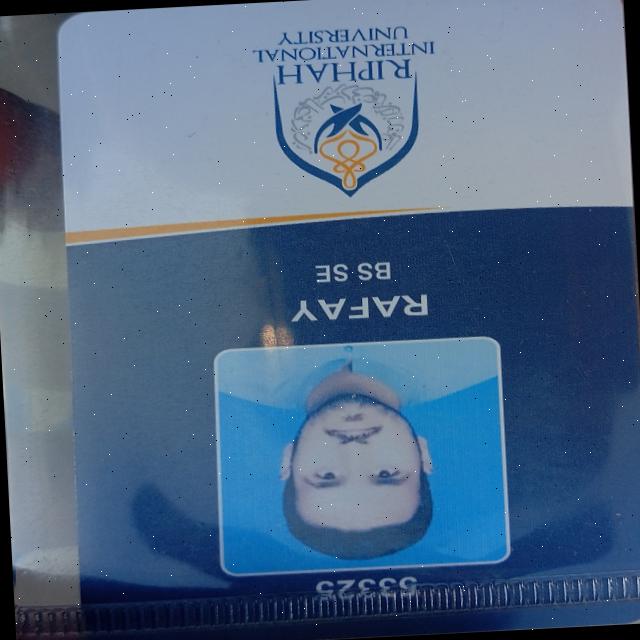 53325
RAFAY
BS SE
RIPHAH
INTERNATIONAL
UNIVERSITY